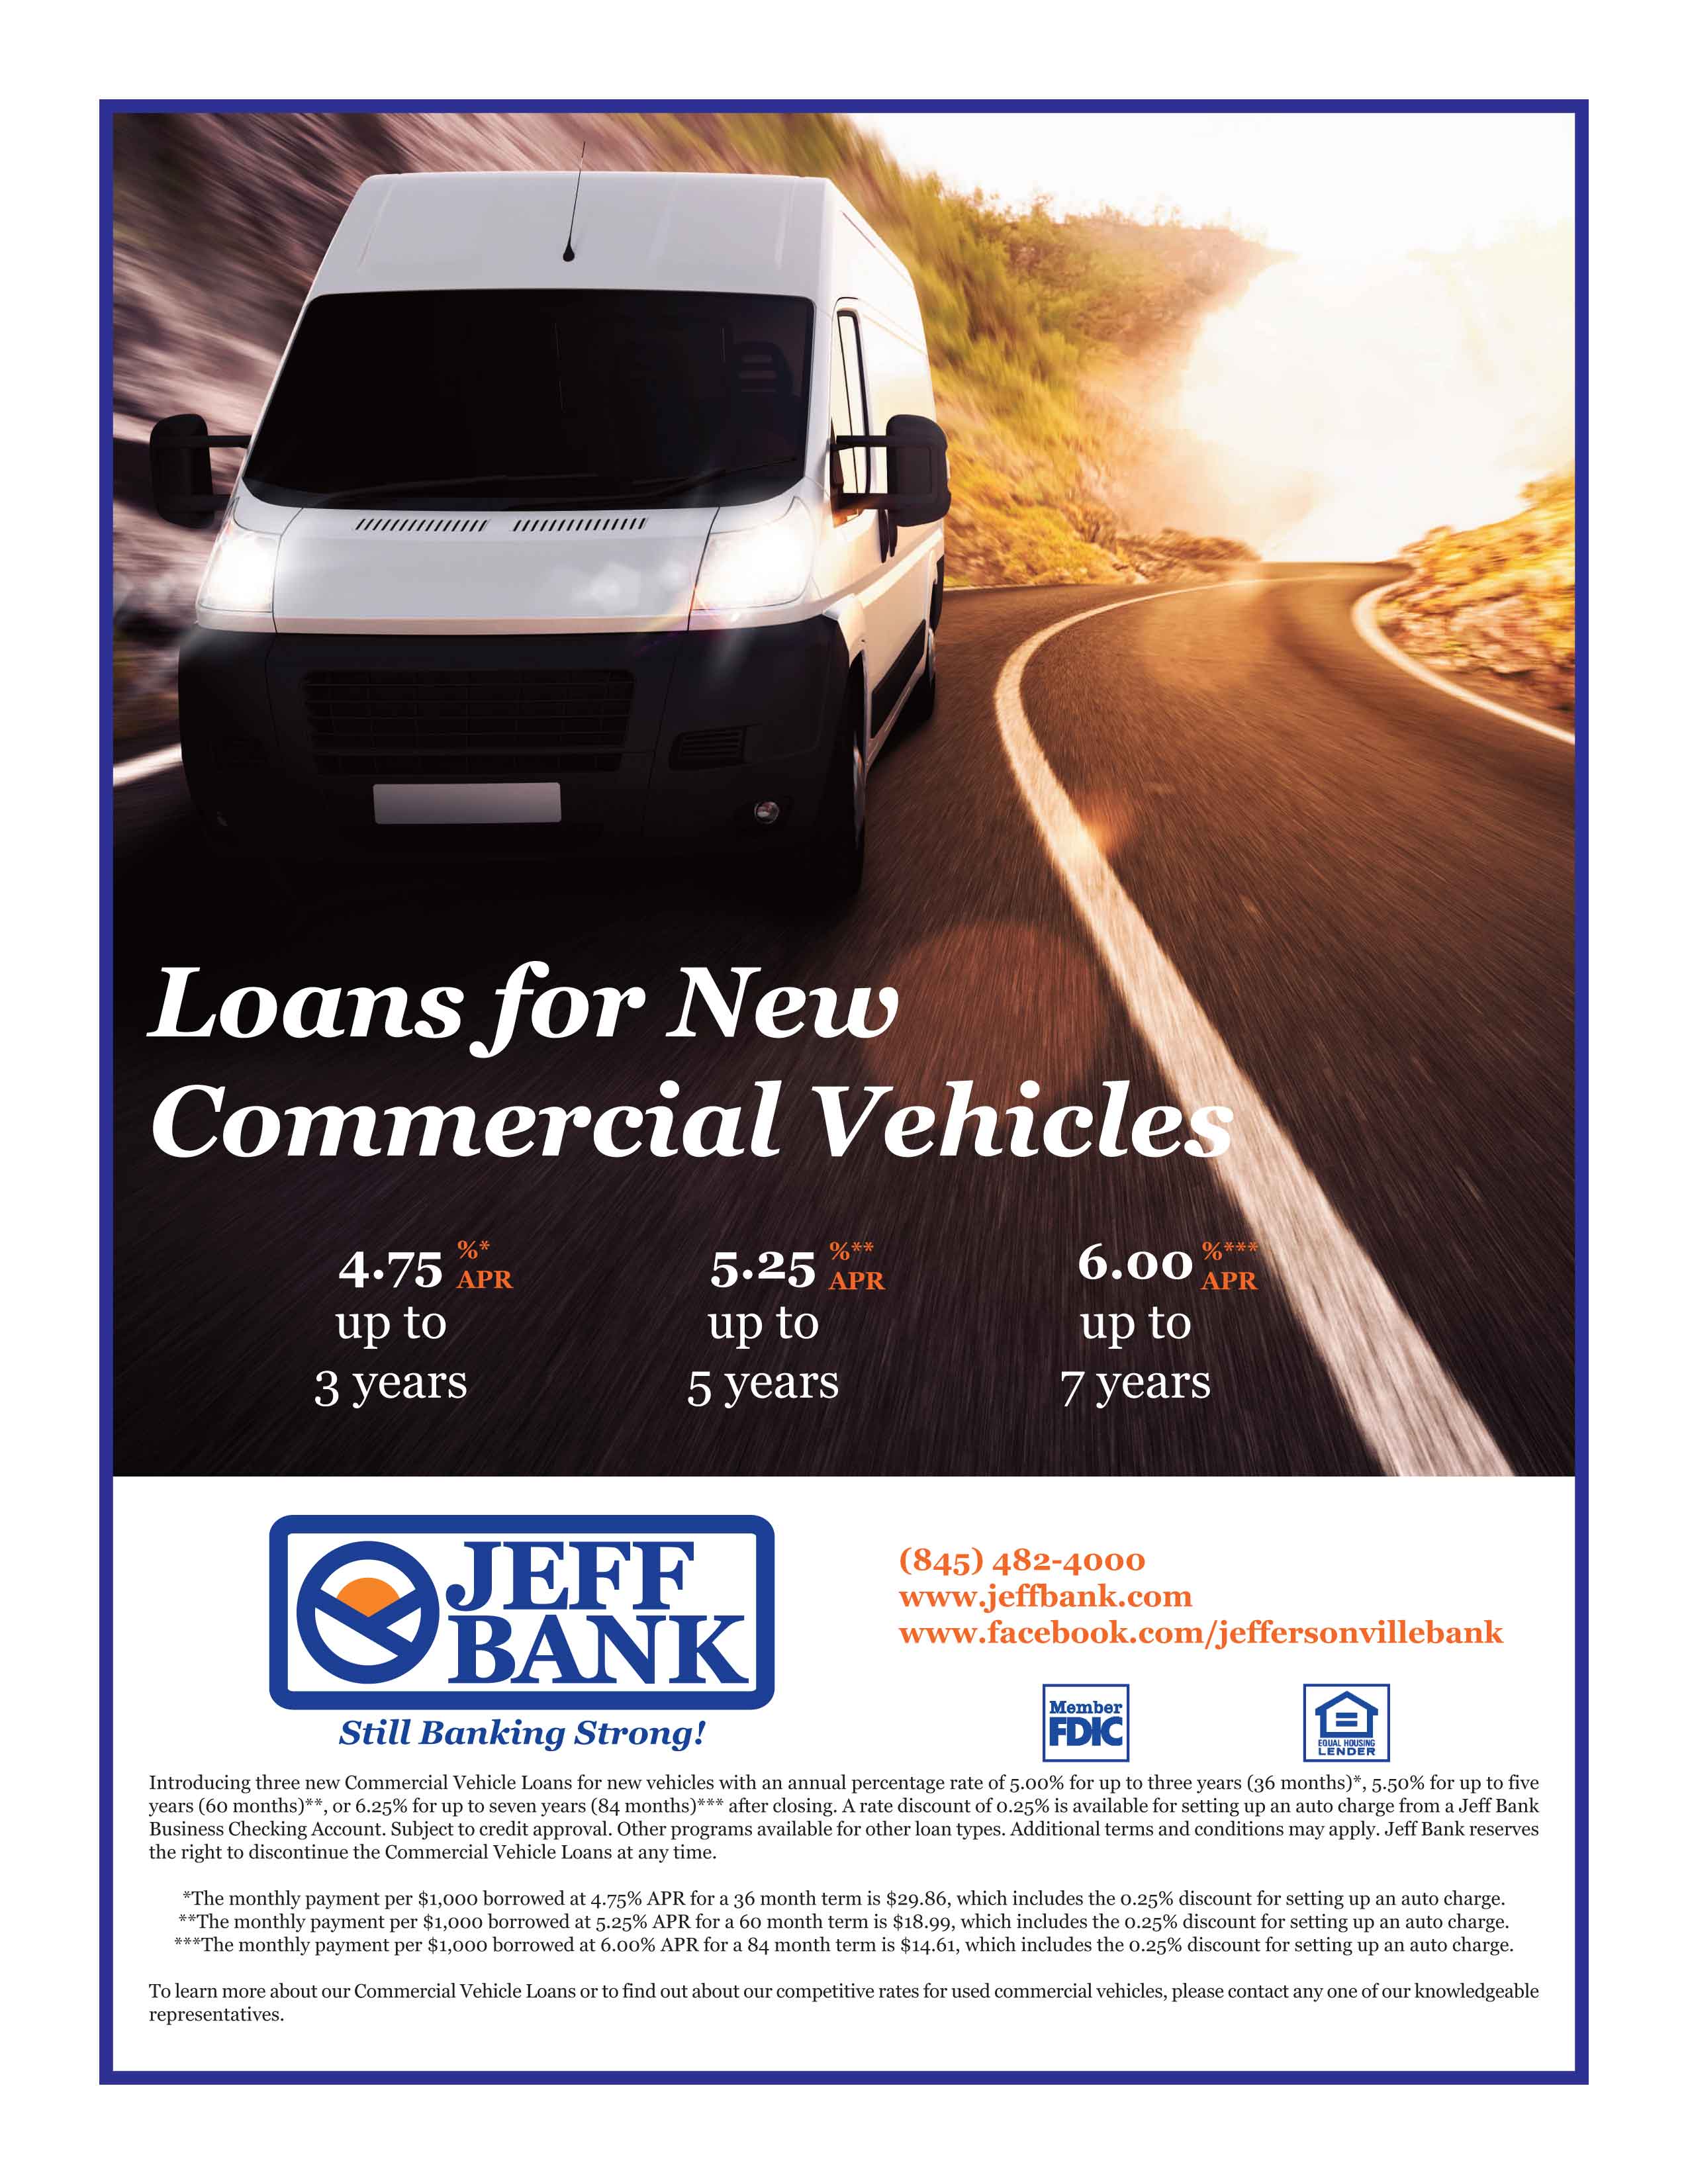 Loans for New
Commercial Vehicles
4.75 %* APR
up to
3 years
5.25 %** APR
up to
5 years
6.00 %*** APR
up to
7 years
JEFF
BANK
Still Banking Strong!
(845) 482-4000
www.jeffbank.com
www.facebook.com/jeffersonvillebank
Member
FDIC
EQUAL HOUSING
LENDER
Introducing three new Commercial Vehicle Loans for new vehicles with an annual percentage rate of 5.00% for up to three years (36 months)*, 5.50% for up to five
years (60 months)**, or 6.25% for up to seven years (84 months)*** after closing. A rate discount of 0.25% is available for setting up an auto charge from a Jeff Bank
Business Checking Account. Subject to credit approval. Other programs available for other loan types. Additional terms and conditions may apply. Jeff Bank reserves
the right to discontinue the Commercial Vehicle Loans at any time.
*The monthly payment per $1,000 borrowed at 4.75% APR for a 36 month term is $29.86, which includes the 0.25% discount for setting up an auto charge.
**The monthly payment per $1,000 borrowed at 5.25% APR for a 60 month term is $18.99, which includes the 0.25% discount for setting up an auto charge.
***The monthly payment per $1,000 borrowed at 6.00% APR for a 84 month term is $14.61, which includes the 0.25% discount for setting up an auto charge.
To learn more about our Commercial Vehicle Loans or to find out about our competitive rates for used commercial vehicles, please contact any one of our knowledgeable
representatives.